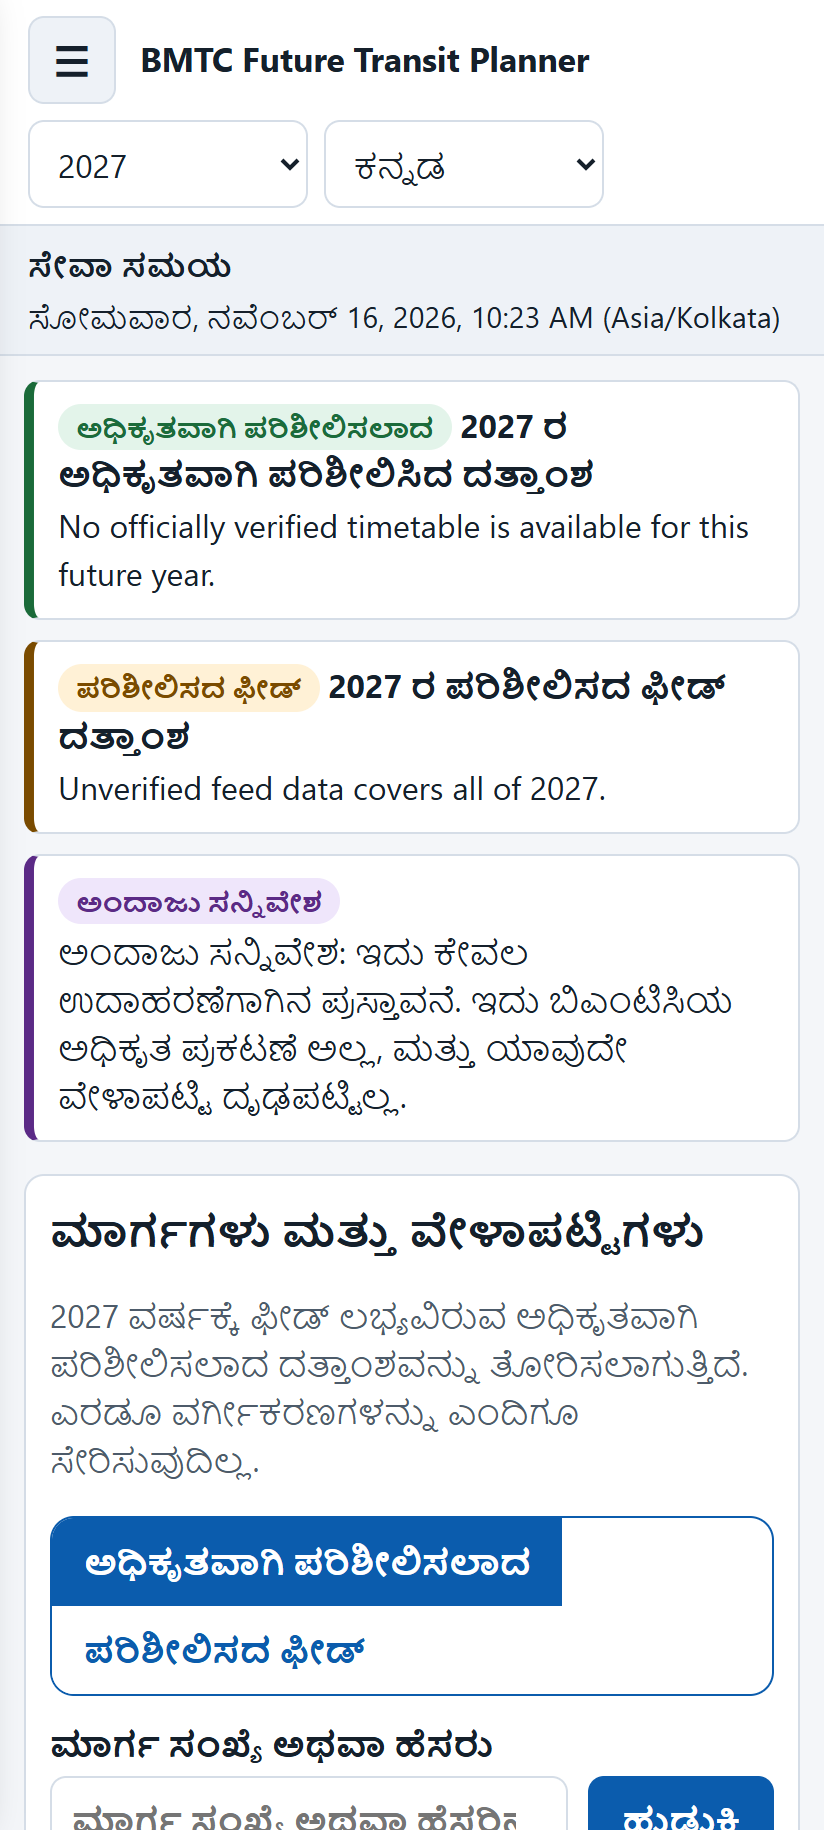 ☰ BMTC Future Transit Planner
2027 ಕನ್ನಡ
ಸೇವಾ ಸಮಯ
ಸೋಮವಾರ, ನವೆಂಬರ್ 16, 2026, 10:23 AM (Asia/Kolkata)
ಅಧಿಕೃತವಾಗಿ ಪರಿಶೀಲಿಸಲಾದ 2027 ರ
ಅಧಿಕೃತವಾಗಿ ಪರಿಶೀಲಿಸಿದ ದತ್ತಾಂಶ
No officially verified timetable is available for this
future year.
ಪರಿಶೀಲಿಸದ ಫೀಡ್ 2027 ರ ಪರಿಶೀಲಿಸದ ಫೀಡ್
ದತ್ತಾಂಶ
Unverified feed data covers all of 2027.
ಅಂದಾಜು ಸನ್ನಿವೇಶ
ಅಂದಾಜು ಸನ್ನಿವೇಶ: ಇದು ಕೇವಲ
ಉದಾಹರಣೆಗಾಗಿನ ಪ್ರಸ್ತಾವನೆ. ಇದು ಬಿಎಂಟಿಸಿಯ
ಅಧಿಕೃತ ಪ್ರಕಟಣೆ ಅಲ್ಲ, ಮತ್ತು ಯಾವುದೇ
ವೇಳಾಪಟ್ಟಿ ದೃಢಪಟ್ಟಿಲ್ಲ.
ಮಾರ್ಗಗಳು ಮತ್ತು ವೇಳಾಪಟ್ಟಿಗಳು
2027 ವರ್ಷಕ್ಕೆ ಫೀಡ್ ಲಭ್ಯವಿರುವ ಅಧಿಕೃತವಾಗಿ
ಪರಿಶೀಲಿಸಲಾದ ದತ್ತಾಂಶವನ್ನು ತೋರಿಸಲಾಗುತ್ತಿದೆ.
ಎರಡೂ ವರ್ಗೀಕರಣಗಳನ್ನು ಎಂದಿಗೂ
ಸೇರಿಸುವುದಿಲ್ಲ.
ಅಧಿಕೃತವಾಗಿ ಪರಿಶೀಲಿಸಲಾದ
ಪರಿಶೀಲಿಸದ ಫೀಡ್
ಮಾರ್ಗ ಸಂಖ್ಯೆ ಅಥವಾ ಹೆಸರು
ಮಾರ್ಗ ಸಂಖ್ಯೆ ಅಥವಾ ಹುಡುಕಿ